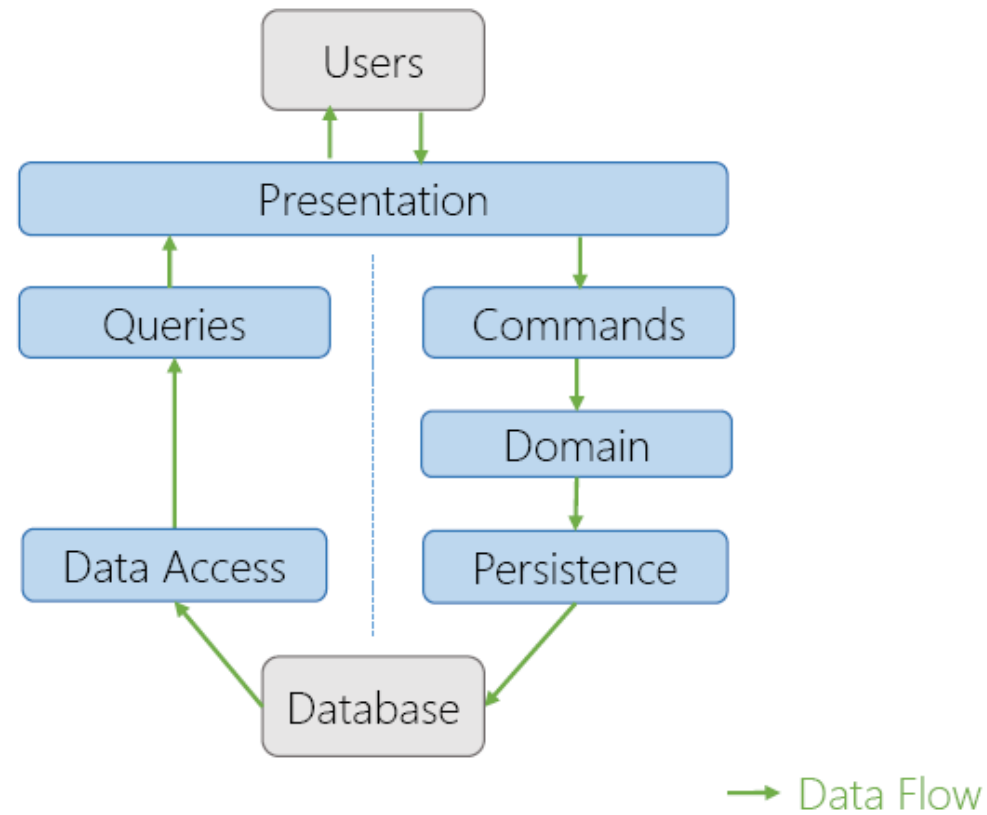 Users
Presentation
Queries
Commands
Domain
Data Access
Persistence
Database
Data Flow